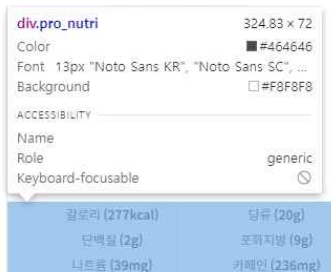 div.pro_nutri 324.83 × 72
Color #464646
Font 13px "Noto Sans KR", "Noto Sans SC", ...
Background #F8F8F8
ACCESSIBILITY
Name
Role generic
Keyboard-focusable
칼로리 (277kcal) 당류 (20g)
단백질 (2g) 포화지방 (9g)
나트륨 (39mg) 카페인 (236mg)